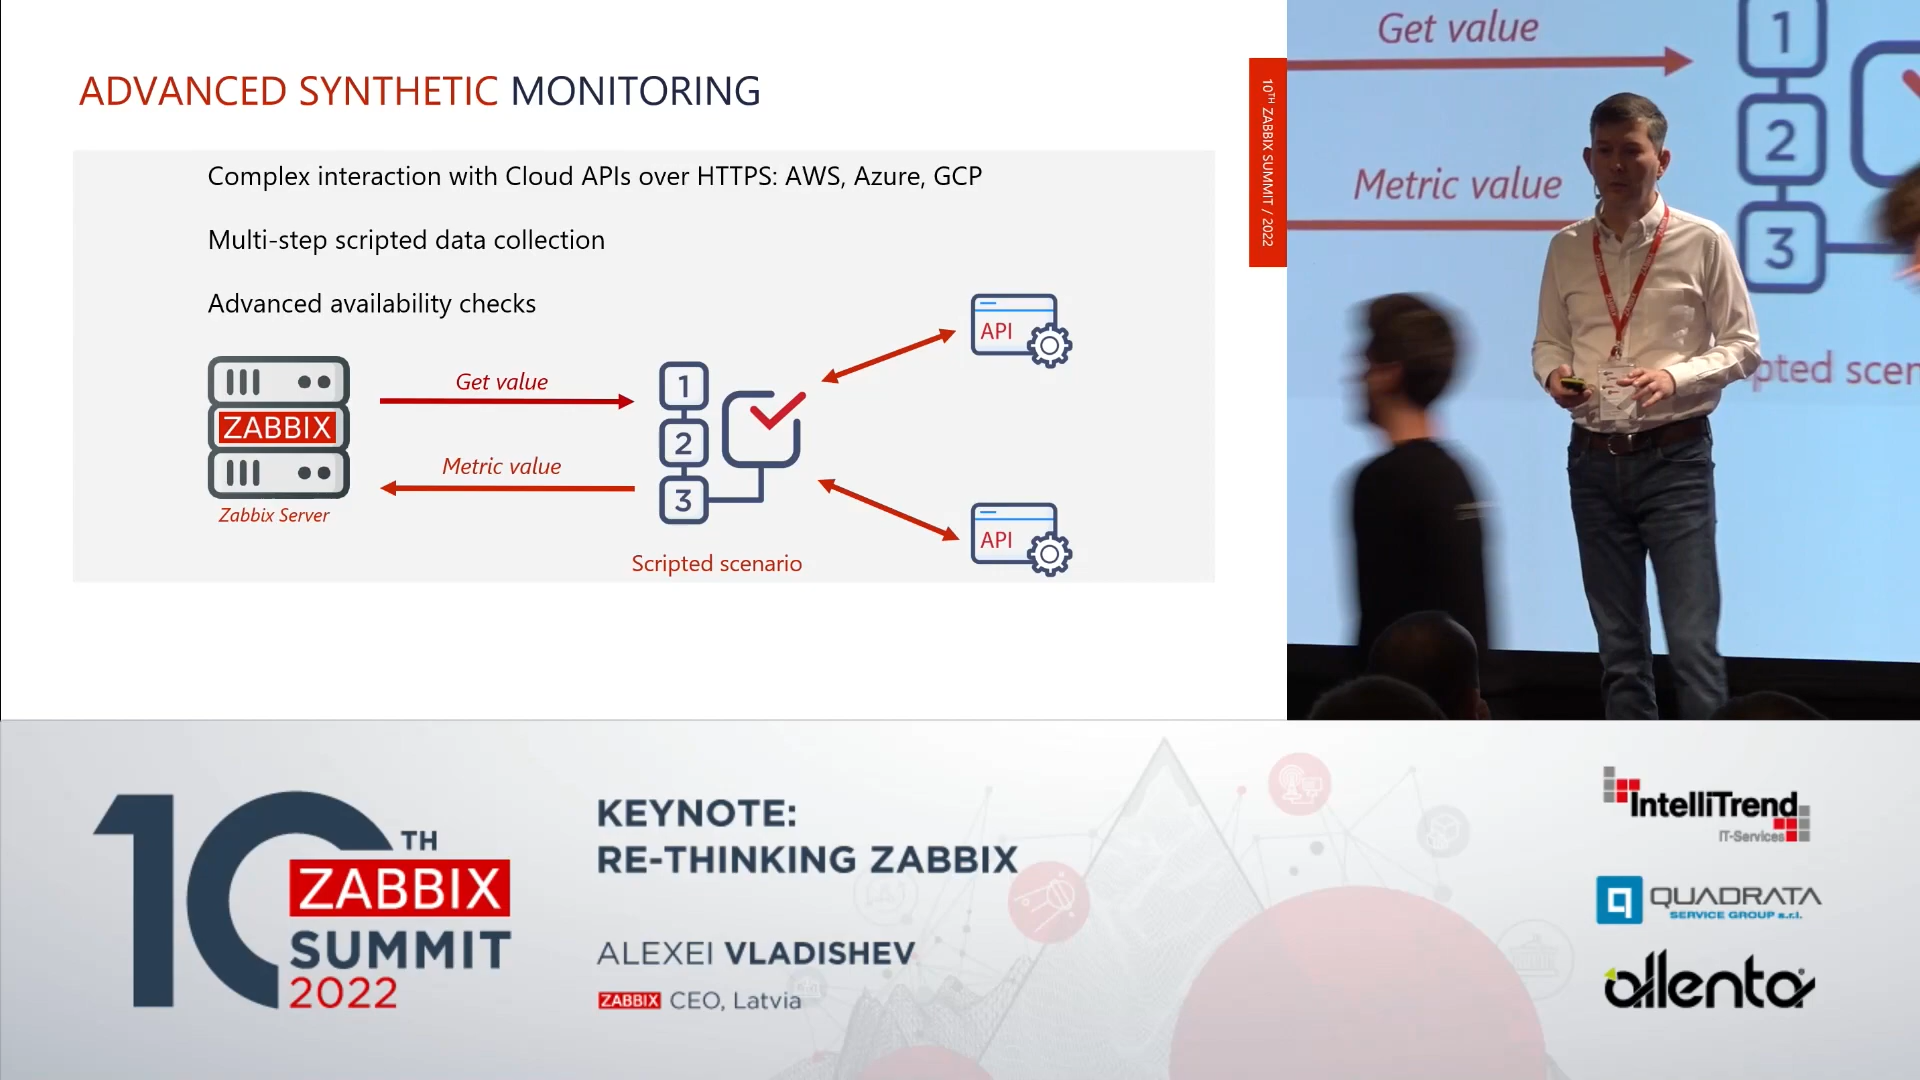 ADVANCED SYNTHETIC MONITORING
Complex interaction with Cloud APIs over HTTPS: AWS, Azure, GCP
Multi-step scripted data collection
Advanced availability checks
ZABBIX
Zabbix Server
Get value
Metric value
1
2
3
Scripted scenario
API
API
10TH ZABBIX SUMMIT / 2022
Get value
Metric value
1
2
3
pted scen
10TH
ZABBIX
SUMMIT
2022
KEYNOTE:
RE-THINKING ZABBIX
ALEXEI VLADISHEV
ZABBIX CEO, Latvia
IntelliTrend
IT-Services
QUADRATA
SERVICE GROUP s.r.l.
allenta